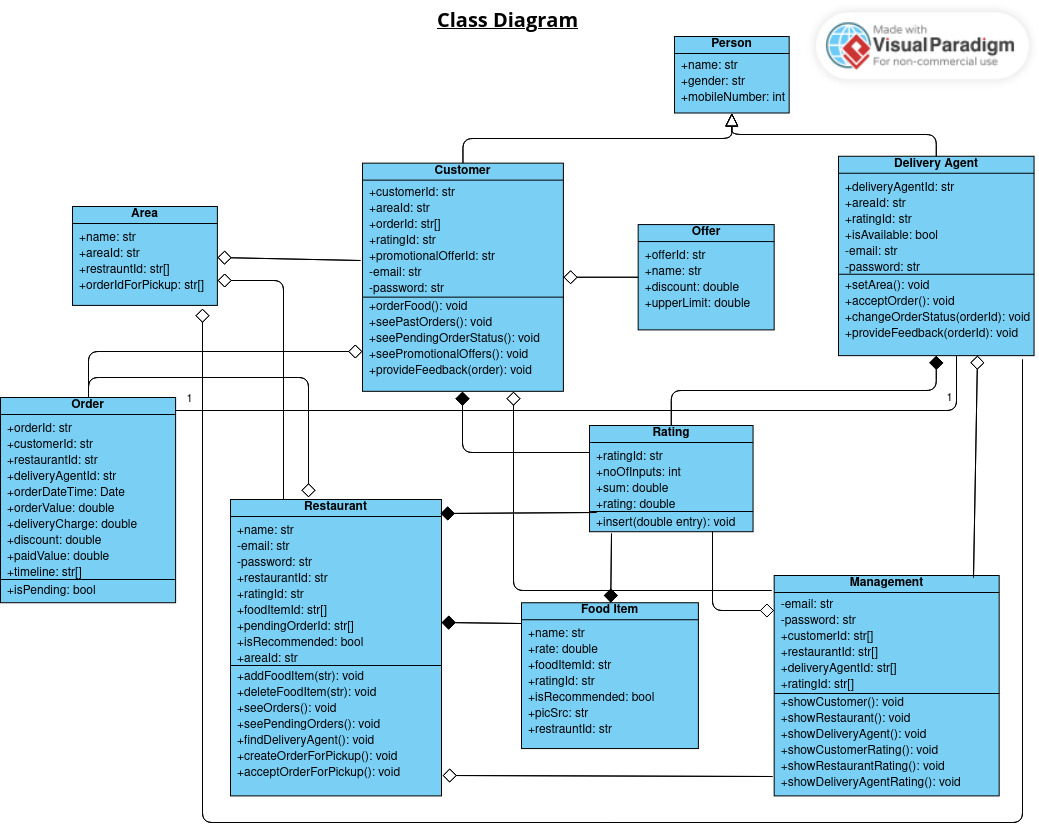 Class Diagram
Made with
Visual Paradigm
For non-commercial use
Person
+name: str
+gender: str
+mobileNumber: int
Customer
+customerId: str
+areaId: str
+orderId: str[]
+ratingId: str
+promotionalOfferId: str
-email: str
-password: str
+orderFood(): void
+seePastOrders(): void
+seePendingOrderStatus(): void
+seePromotionalOffers(): void
+provideFeedback(order): void
Delivery Agent
+deliveryAgentId: str
+areaId: str
+ratingId: str
+isAvailable: bool
-email: str
-password: str
+setArea(): void
+acceptOrder(): void
+changeOrderStatus(orderId): void
+provideFeedback(orderId): void
Area
+name: str
+areaId: str
+restrauntId: str[]
+orderIdForPickup: str[]
Offer
+offerId: str
+name: str
+discount: double
+upperLimit: double
1
1
Order
+orderId: str
+customerId: str
+restaurantId: str
+deliveryAgentId: str
+orderDateTime: Date
+orderValue: double
+deliveryCharge: double
+discount: double
+paidValue: double
+timeline: str[]
+isPending: bool
Rating
+ratingId: str
+noOfInputs: int
+sum: double
+rating: double
+insert(double entry): void
Restaurant
+name: str
-email: str
-password: str
+restaurantId: str
+ratingId: str
+foodItemId: str[]
+pendingOrderId: str[]
+isRecommended: bool
+areaId: str
+addFoodItem(str): void
+deleteFoodItem(str): void
+seeOrders(): void
+seePendingOrders(): void
+findDeliveryAgent(): void
+createOrderForPickup(): void
+acceptOrderForPickup(): void
Food Item
+name: str
+rate: double
+foodItemId: str
+ratingId: str
+isRecommended: bool
+picSrc: str
+restrauntId: str
Management
-email: str
-password: str
+customerId: str[]
+restaurantId: str[]
+deliveryAgentId: str[]
+ratingId: str[]
+showCustomer(): void
+showRestaurant(): void
+showDeliveryAgent(): void
+showCustomerRating(): void
+showRestaurantRating(): void
+showDeliveryAgentRating(): void